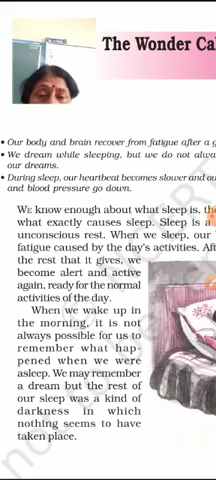 The Wonder Ca
• Our body and brain recover from fatigue after a g
• We dream while sleeping, but we do not alwa
our dreams.
• During sleep, our heartbeat becomes slower and ou
and blood pressure go down.
WE know enough about what sleep is, the
what exactly causes sleep. Sleep is a
unconscious rest. When we sleep, our
fatigue caused by the day's activities. Aft
the rest that it gives, we
become alert and active
again, ready for the normal
activities of the day.
When we wake up in
the morning, it is not
always possible for us to
remember what hap-
pened when we were
asleep. We may remember
a dream but the rest of
our sleep was a kind of
darkness in which
nothing seems to have
taken place.